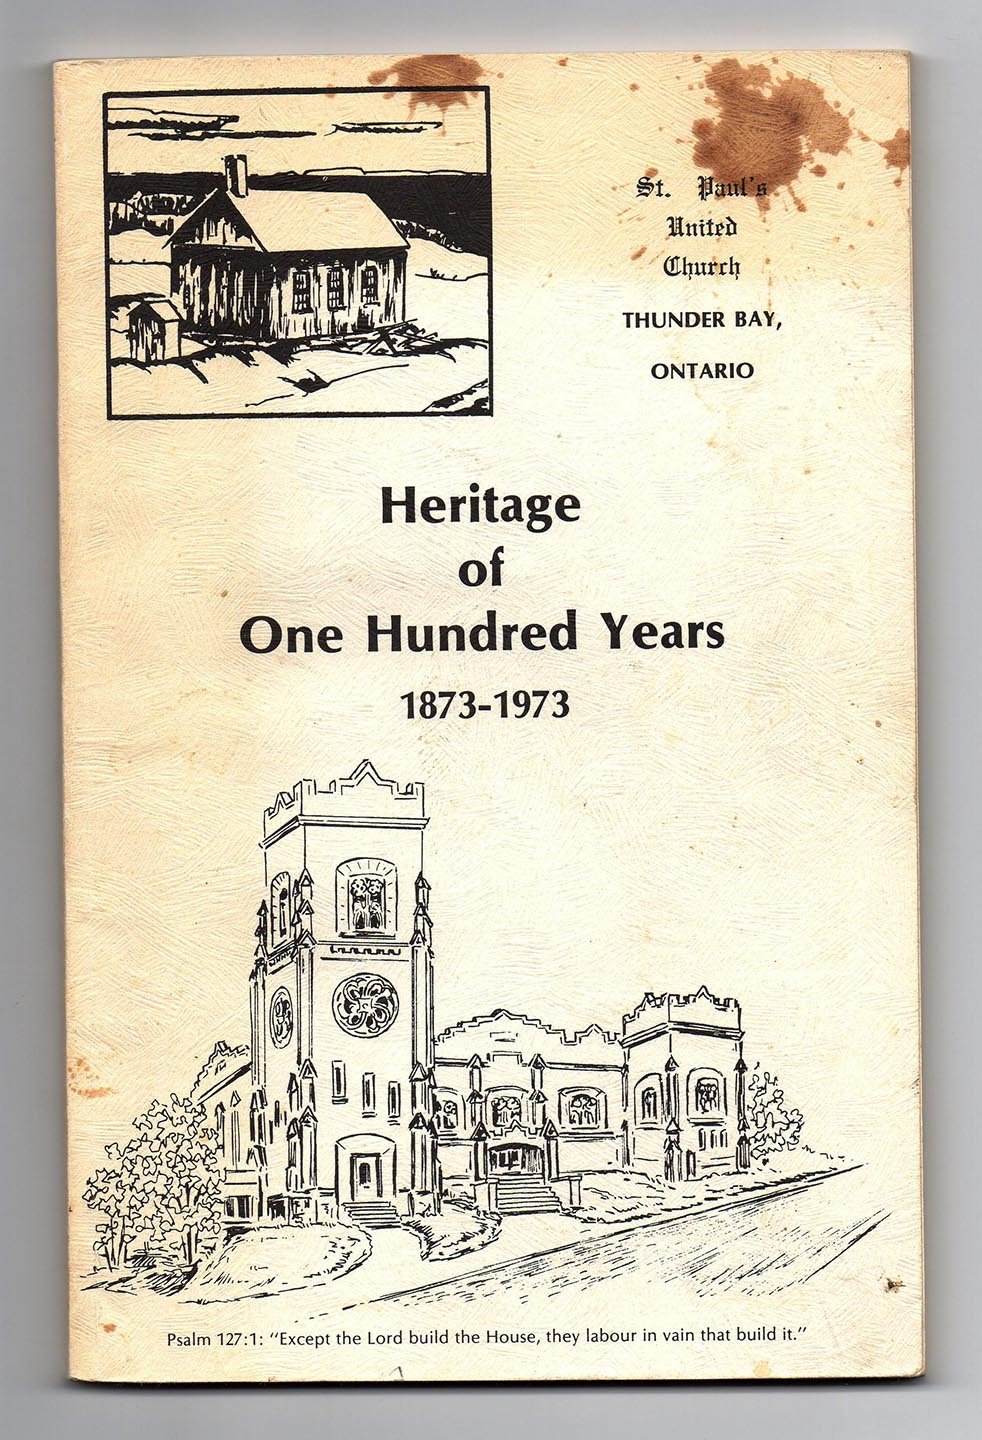 St. Paul's
United
Church
THUNDER BAY,
ONTARIO
Heritage
of
One Hundred Years
1873-1973
Psalm 127:1: "Except the Lord build the House, they labour in vain that build it."